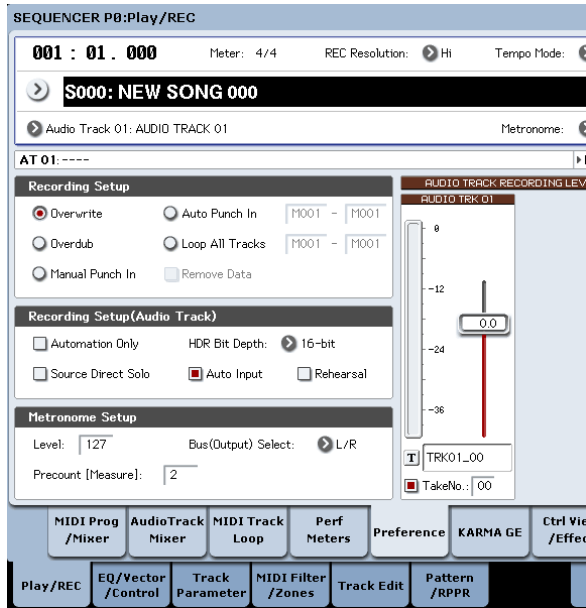 SEQUENCER P0:Play/REC
001 : 01 . 000 Meter: 4/4 REC Resolution: Hi Tempo Mode:
S000: NEW SONG 000
Audio Track 01: AUDIO TRACK 01 Metronome:
AT 01:----
Recording Setup
Overwrite Auto Punch In M001 - M001
Overdub Loop All Tracks M001 - M001
Manual Punch In Remove Data
Recording Setup(Audio Track)
Automation Only HDR Bit Depth: 16-bit
Source Direct Solo Auto Input Rehearsal
Metronome Setup
Level: 127 Bus(Output) Select: L/R
Precount [Measure]: 2
AUDIO TRACK RECORDING LEV
AUDIO TRK 01
0
-12
0.0
-24
-36
T TRK01_00
TakeNo.: 00
MIDI Prog /Mixer
AudioTrack Mixer
MIDI Track Loop
Perf Meters
Preference
KARMA GE
Ctrl Vie /Effec
Play/REC
EQ/Vector /Control
Track Parameter
MIDI Filter /Zones
Track Edit
Pattern /RPPR